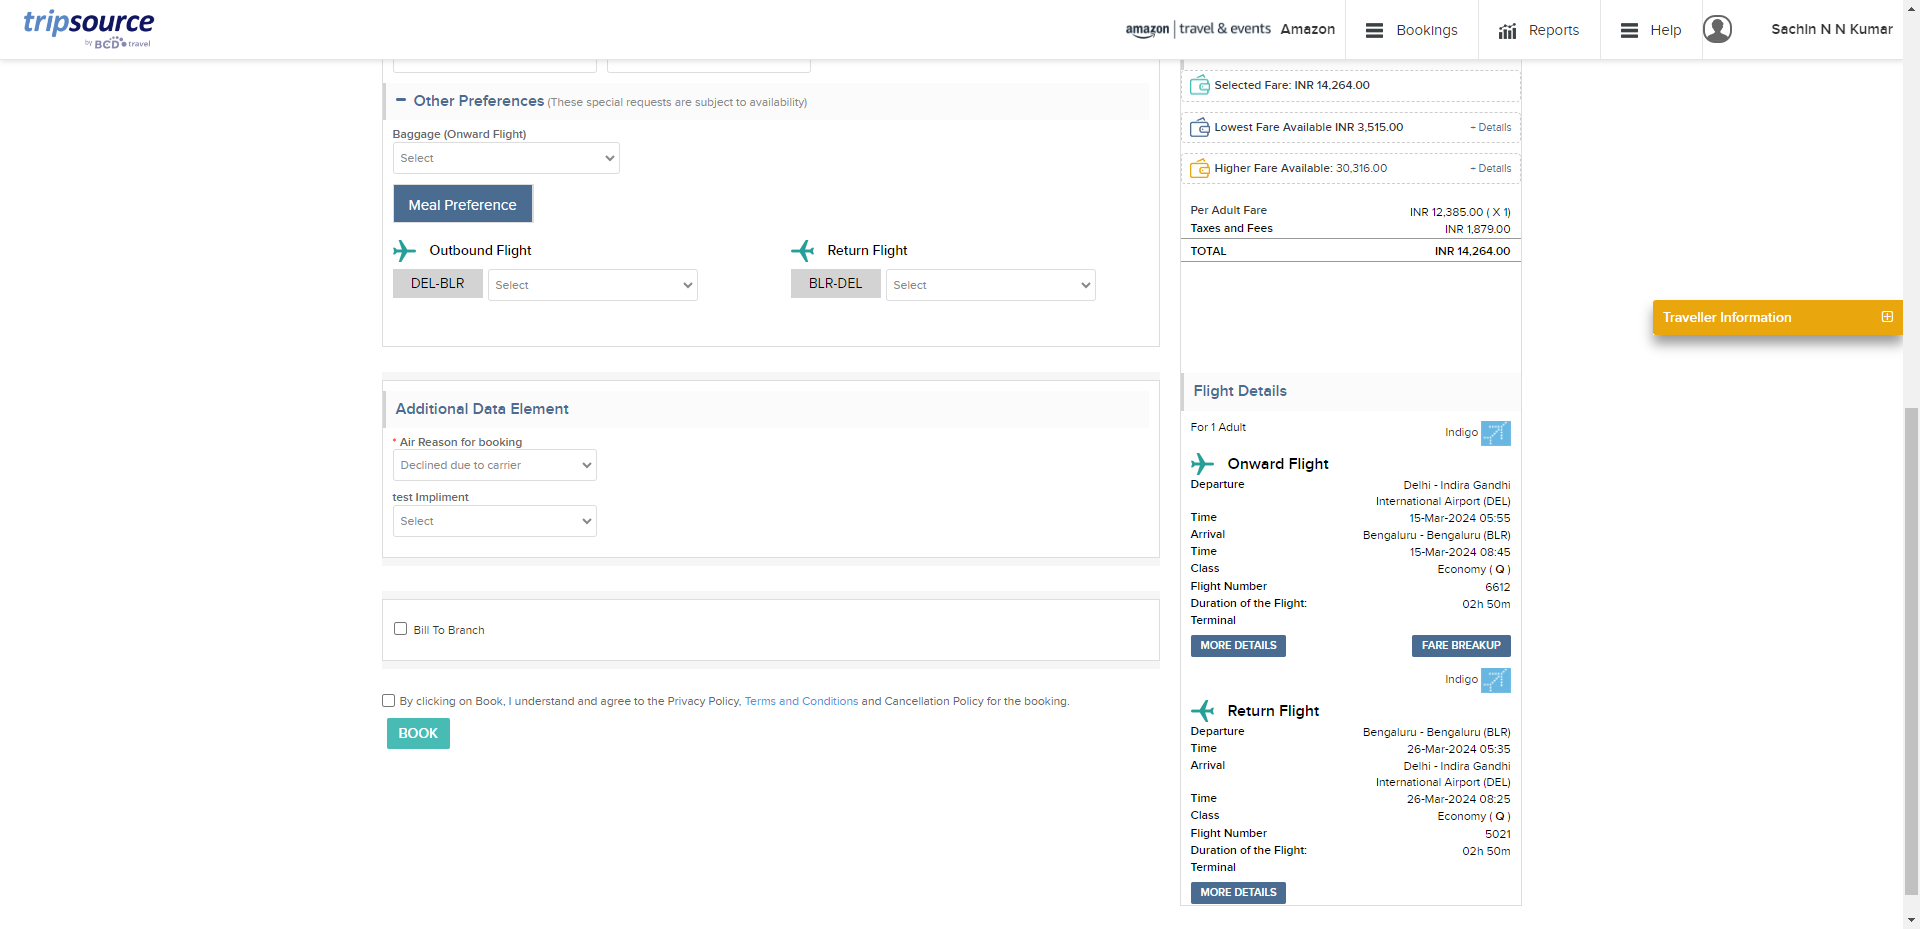 tripsource
by BCD travel
amazon | travel & events Amazon
Bookings
Reports
Help
Sachin N N Kumar
Other Preferences (These special requests are subject to availability)
Baggage (Onward Flight)
Select
Meal Preference
Outbound Flight
Return Flight
DEL-BLR
Select
BLR-DEL
Select
Additional Data Element
* Air Reason for booking
Declined due to carrier
test Impliment
Select
Bill To Branch
By clicking on Book, I understand and agree to the Privacy Policy, Terms and Conditions and Cancellation Policy for the booking.
BOOK
Selected Fare: INR 14,264.00
Lowest Fare Available INR 3,515.00 + Details
Higher Fare Available: 30,316.00 + Details
Per Adult Fare INR 12,385.00 ( X 1)
Taxes and Fees INR 1,879.00
TOTAL INR 14,264.00
Traveller Information
Flight Details
For 1 Adult
Indigo
Onward Flight
Departure Delhi - Indira Gandhi
International Airport (DEL)
Time 15-Mar-2024 05:55
Arrival Bengaluru - Bengaluru (BLR)
Time 15-Mar-2024 08:45
Class Economy ( Q )
Flight Number 6612
Duration of the Flight: 02h 50m
Terminal
MORE DETAILS
FARE BREAKUP
Indigo
Return Flight
Departure Bengaluru - Bengaluru (BLR)
Time 26-Mar-2024 05:35
Arrival Delhi - Indira Gandhi
International Airport (DEL)
Time 26-Mar-2024 08:25
Class Economy ( Q )
Flight Number 5021
Duration of the Flight: 02h 50m
Terminal
MORE DETAILS